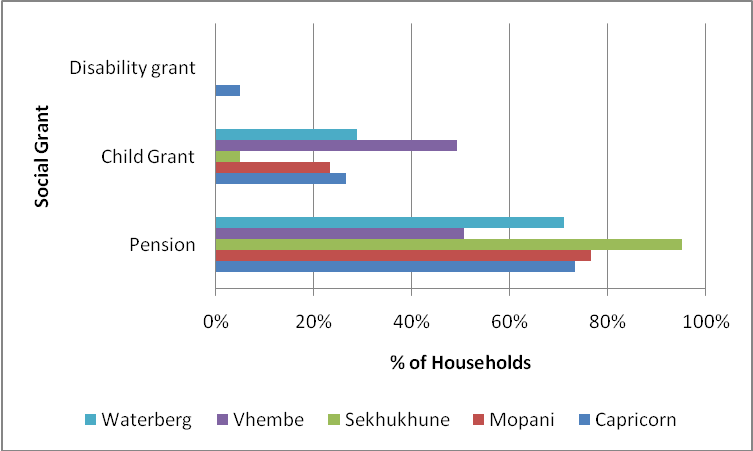 Social Grant
Disability grant
Child Grant
Pension
0% 20% 40% 60% 80% 100%
% of Households
Waterberg Vhembe Sekhukhune Mopani Capricorn